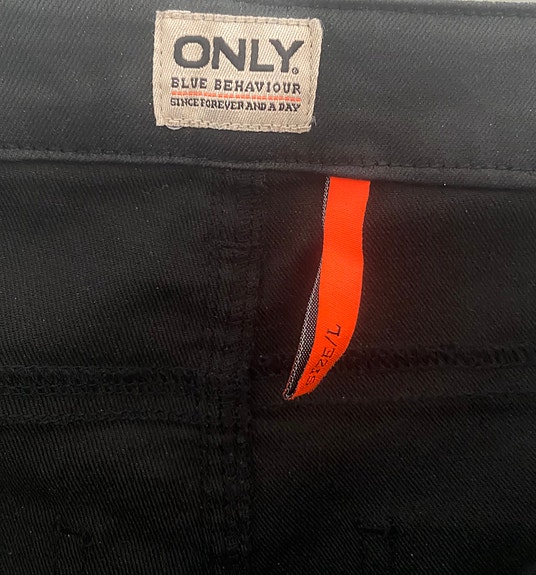 ONLY®
BLUE BEHAVIOUR
SINCE FOREVER AND A DAY
SIZE/L